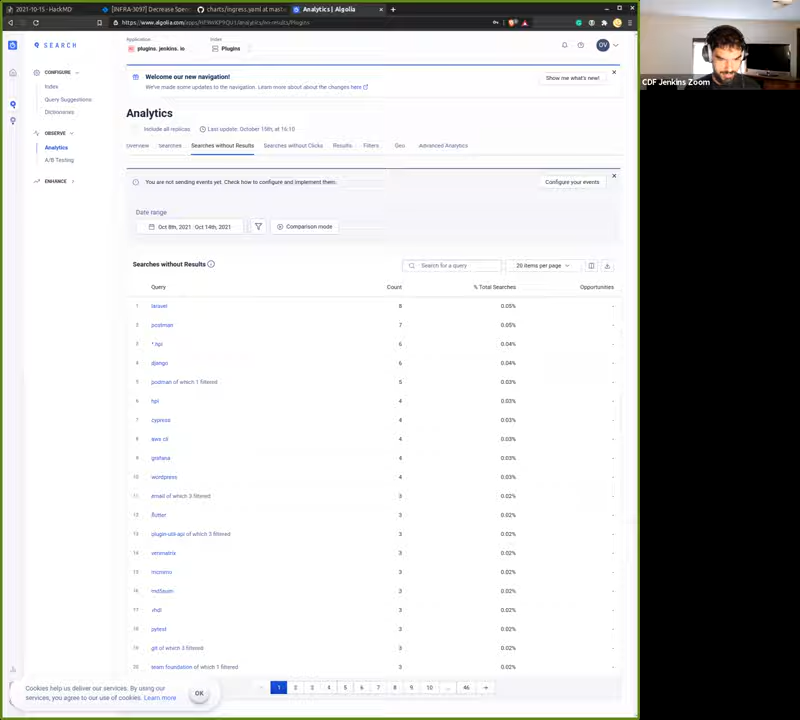 2021-10-15 - HackMD
[INFRA-3097] Decrease Spen
charts/ingress.yaml at maste
Analytics | Algolia
CDF Jenkins Zoom
SEARCH
Application
plugins.jenkins.io
Index
Plugins
OV
CONFIGURE
Index
Query Suggestions
Dictionaries
OBSERVE
Analytics
A/B Testing
ENHANCE
Welcome our new navigation!
We've made some updates to the navigation. Learn more about the changes here
Show me what's new!
Analytics
Include all replicas
Last update: October 15th, at 16:10
Overview
Searches
Searches without Results
Searches without Clicks
Results
Filters
Geo
Advanced Analytics
You are not sending events yet. Check how to configure and implement them.
Configure your events
Date range
Oct 8th, 2021
Oct 14th, 2021
Comparison mode
Searches without Results
Search for a query
20 items per page
Query Count % Total Searches Opportunities
1 laravel 8 0.05% -
2 postman 7 0.05% -
3 *.hpi 6 0.04% -
4 django 6 0.04% -
5 podman of which 1 filtered 5 0.03% -
6 hpi 4 0.03% -
7 cypress 4 0.03% -
8 aws cli 4 0.03% -
9 grafana 4 0.03% -
10 wordpress 4 0.03% -
11 email of which 3 filtered 3 0.02% -
12 flutter 3 0.02% -
13 plugin-util-api of which 3 filtered 3 0.02% -
14 3 0.02% -
15 3 0.02% -
16 md5sum 3 0.02% -
17 vhdl 3 0.02% -
18 pytest 3 0.02% -
19 git of which 3 filtered 3 0.02% -
20 team foundation of which 1 filtered 3 0.02% -
1 2 3 4 5 6 7 8 9 10 ... 46
Cookies help us deliver our services. By using our
services, you agree to our use of cookies. Learn more
OK